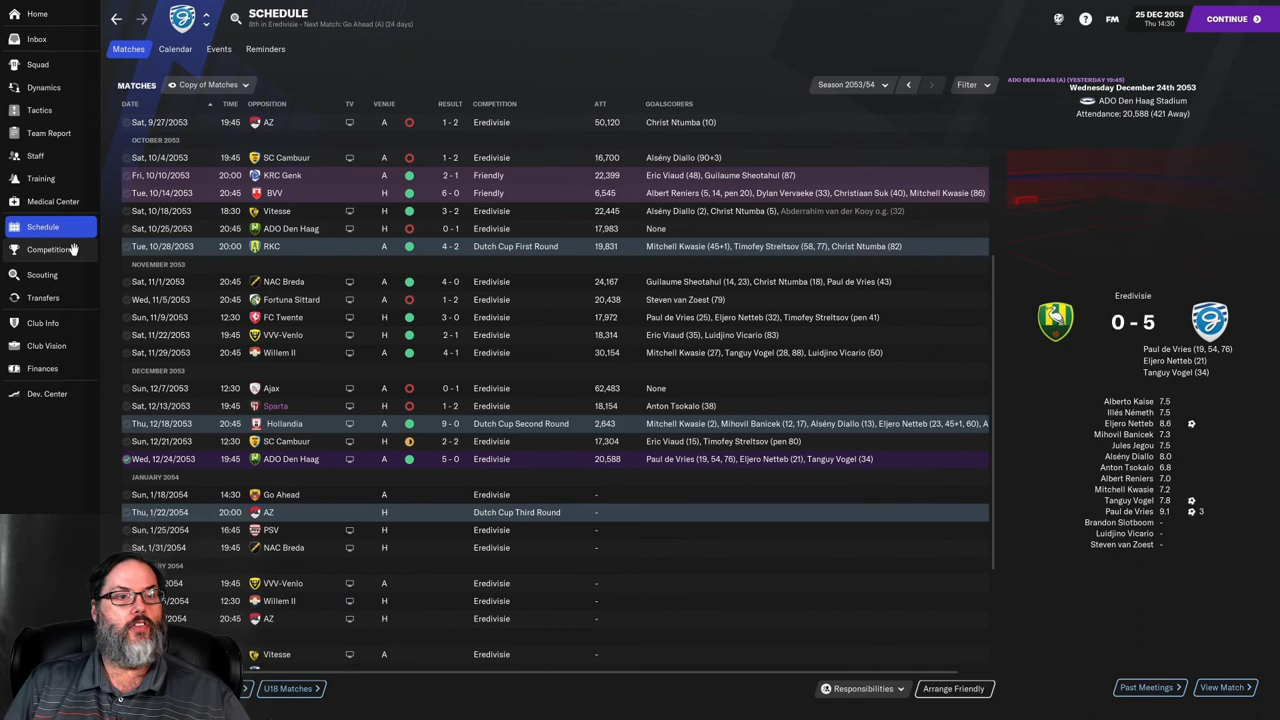 Home
SCHEDULE
8th in Eredivisie - Next Match: Go Ahead (A) (24 days)
FM
25 DEC 2053
Thu 14:30
CONTINUE
Inbox
Squad
Dynamics
Tactics
Team Report
Staff
Training
Medical Center
Schedule
Competition
Scouting
Transfers
Club Info
Club Vision
Finances
Dev. Center
Matches Calendar Events Reminders
MATCHES Copy of Matches Season 2053/54 Filter
DATE TIME OPPOSITION TV VENUE RESULT COMPETITION ATT GOALSCORERS
Sat, 9/27/2053 19:45 AZ A 1 - 2 Eredivisie 50,120 Christ Ntumba (10)
OCTOBER 2053
Sat, 10/4/2053 19:45 SC Cambuur A 1 - 2 Eredivisie 16,700 Alsény Diallo (90+3)
Fri, 10/10/2053 20:00 KRC Genk A 2 - 1 Friendly 22,399 Eric Viaud (48), Guilaume Sheotahul (87)
Tue, 10/14/2053 20:45 BVV H 6 - 0 Friendly 6,545 Albert Reniers (5, 14, pen 20), Dylan Vervaeke (33), Christiaan Suk (40), Mitchell Kwasie (86)
Sat, 10/18/2053 18:30 Vitesse H 3 - 2 Eredivisie 22,445 Alsény Diallo (2), Christ Ntumba (5), Abderrahim van der Kooy o.g. (32)
Sat, 10/25/2053 20:45 ADO Den Haag H 0 - 1 Eredivisie 17,983 None
Tue, 10/28/2053 20:00 RKC A 4 - 2 Dutch Cup First Round 19,831 Mitchell Kwasie (45+1), Timofey Streltsov (58, 77), Christ Ntumba (82)
NOVEMBER 2053
Sat, 11/1/2053 20:45 NAC Breda A 4 - 0 Eredivisie 24,167 Guilaume Sheotahul (14, 23), Christ Ntumba (18), Paul de Vries (43)
Wed, 11/5/2053 20:45 Fortuna Sittard A 1 - 2 Eredivisie 20,438 Steven van Zoest (79)
Sun, 11/9/2053 12:30 FC Twente H 3 - 0 Eredivisie 17,972 Paul de Vries (25), Eljero Netteb (32), Timofey Streltsov (pen 41)
Sat, 11/22/2053 20:45 VVV-Venlo H 2 - 1 Eredivisie 18,314 Eric Viaud (35), Luidjino Vicario (83)
Sat, 11/29/2053 20:45 Willem II A 4 - 1 Eredivisie 30,154 Mitchell Kwasie (27), Tanguy Vogel (28, 88), Luidjino Vicario (50)
DECEMBER 2053
Sun, 12/7/2053 12:30 Ajax A 0 - 1 Eredivisie 62,483 None
Sat, 12/13/2053 19:45 Sparta H 1 - 2 Eredivisie 18,154 Anton Tsokalo (38)
Thu, 12/18/2053 20:45 Hollandia A 9 - 0 Dutch Cup Second Round 2,643 Mitchell Kwasie (2), Mihovil Banicek (12, 17), Alsény Diallo (13), Eljero Netteb (23, 45+1, 60), A
Sun, 12/21/2053 12:30 SC Cambuur H 2 - 2 Eredivisie 17,304 Eric Viaud (15), Timofey Streltsov (pen 80)
Wed, 12/24/2053 19:45 ADO Den Haag A 5 - 0 Eredivisie 20,588 Paul de Vries (19, 54, 76), Eljero Netteb (21), Tanguy Vogel (34)
JANUARY 2054
Sun, 1/18/2054 14:30 Go Ahead A Eredivisie -
Thu, 1/22/2054 20:00 AZ H Dutch Cup Third Round -
Sun, 1/25/2054 16:45 PSV H Eredivisie -
Sat, 1/31/2054 19:45 NAC Breda H Eredivisie -
2054
/2054 19:45 VVV-Venlo A Eredivisie -
12:30 Willem II H Eredivisie -
20:45 AZ H Eredivisie -
Vitesse A Eredivisie -
U18 Matches Responsibilities Arrange Friendly
ADO DEN HAAG (A) (YESTERDAY 19:45)
Wednesday December 24th 2053
ADO Den Haag Stadium
Attendance: 20,588 (421 Away)
Eredivisie
0 - 5
Paul de Vries (19, 54, 76)
Eljero Netteb (21)
Tanguy Vogel (34)
Alberto Kaise 7.5
Illés Németh 7.5
Eljero Netteb 8.6
Mihovil Banicek 7.3
Jules Jegou 7.5
Alsény Diallo 8.0
Anton Tsokalo 6.8
Albert Reniers 7.0
Mitchell Kwasie 7.2
Tanguy Vogel 7.8
Paul de Vries 9.1 3
Brandon Slotboom -
Luidjino Vicario -
Steven van Zoest -
Past Meetings View Match